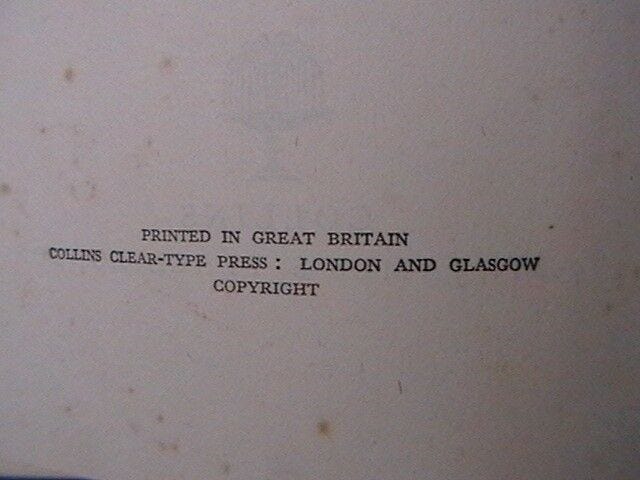 PRINTED IN GREAT BRITAIN
COLLINS CLEAR-TYPE PRESS : LONDON AND GLASGOW
COPYRIGHT